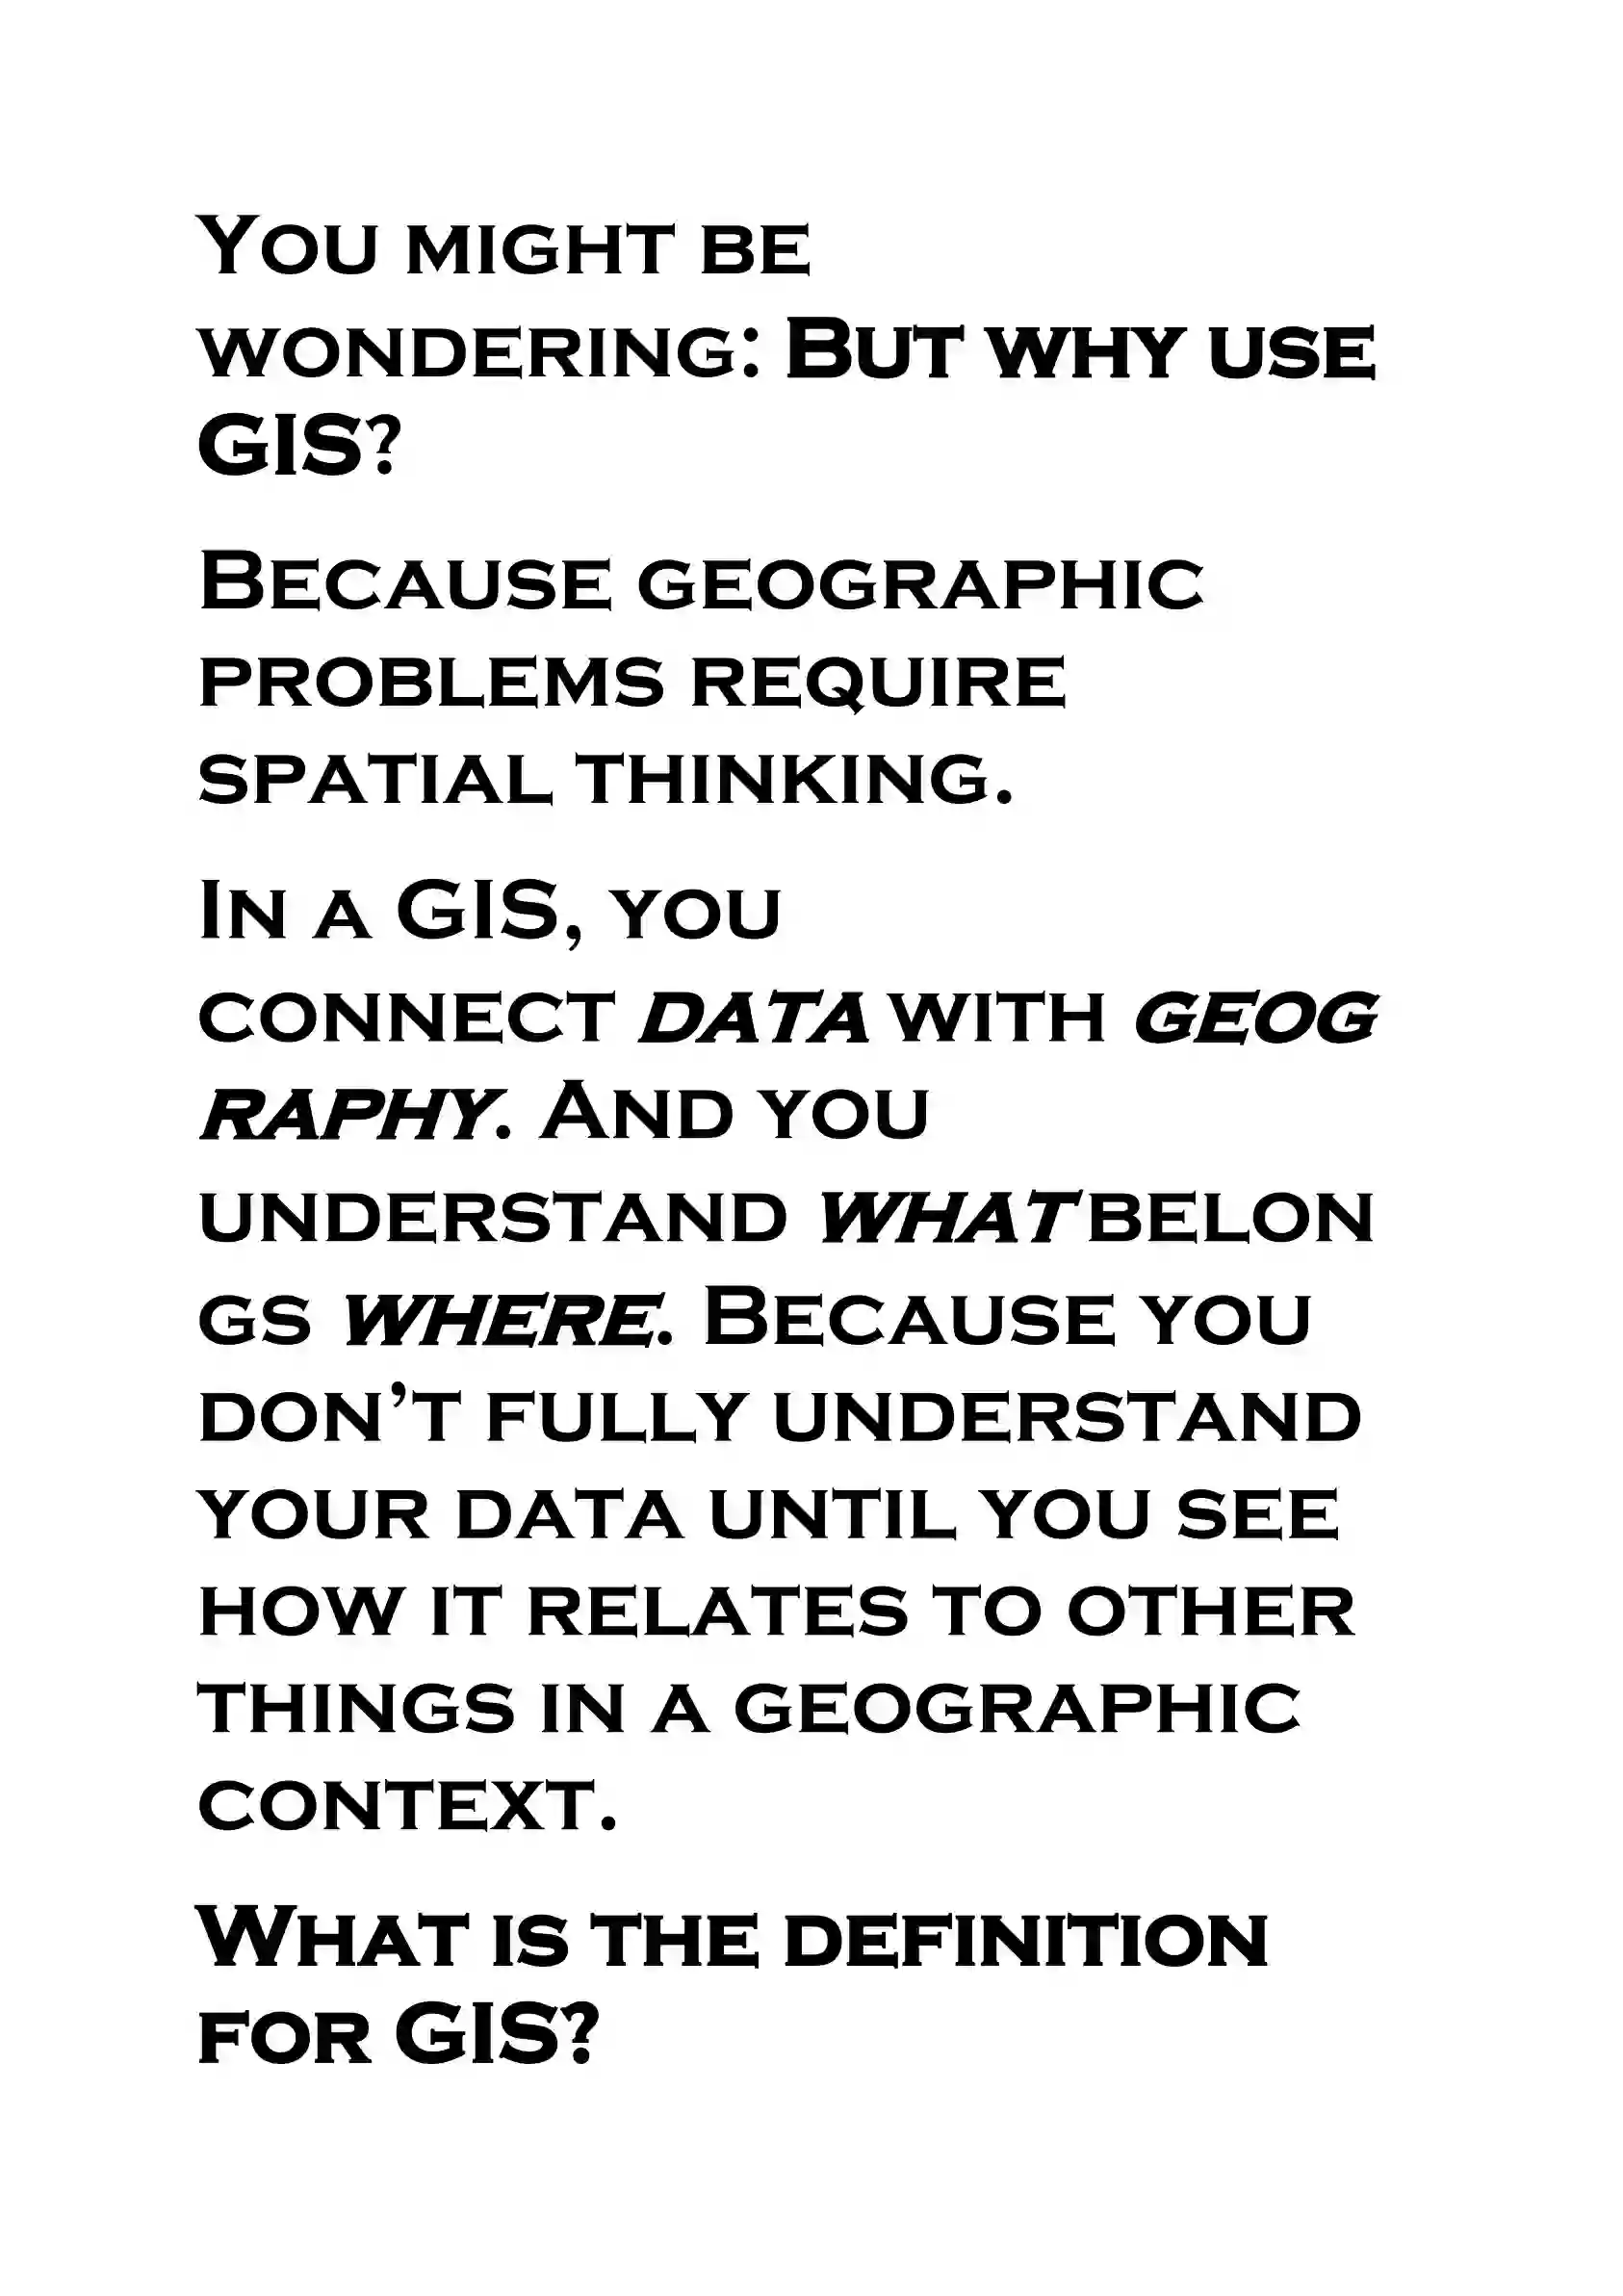 You might be
wondering: But why use
GIS?
Because geographic
problems require
spatial thinking.
In a GIS, you
connect data with geog
raphy. And you
understand what belon
gs where. Because you
don’t fully understand
your data until you see
how it relates to other
things in a geographic
context.
What is the definition
for GIS?